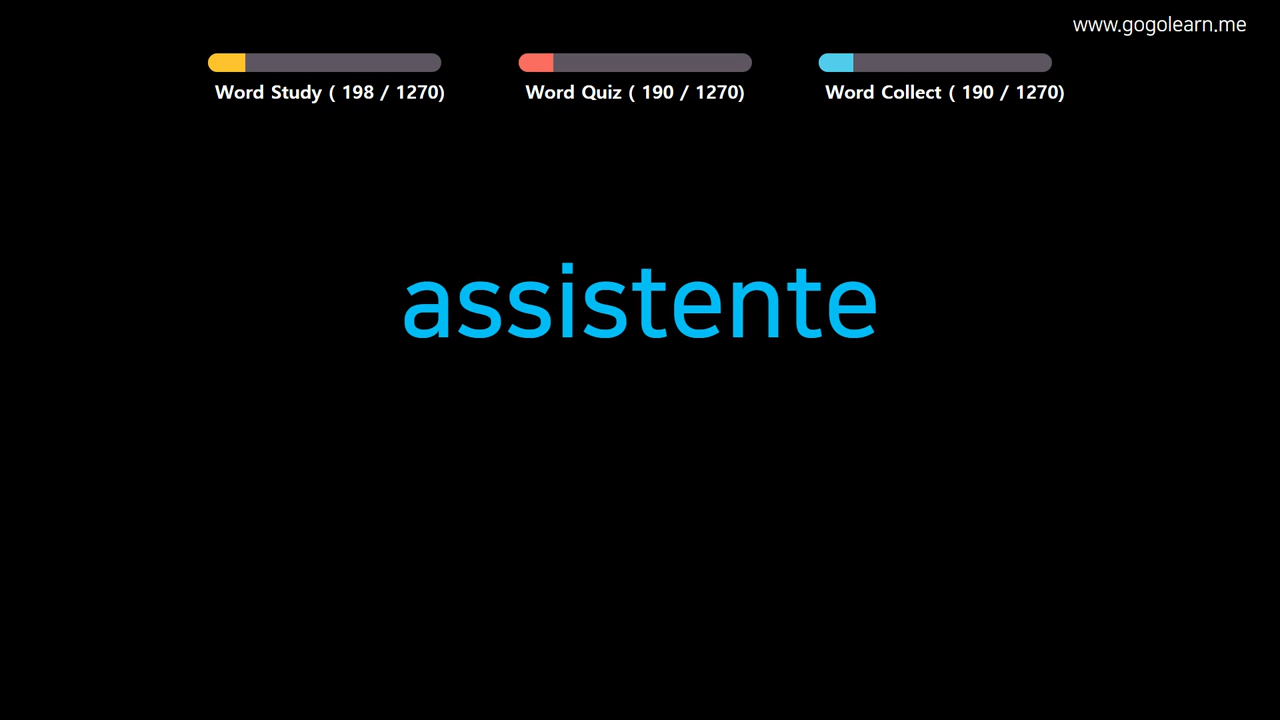 www.gogolearn.me
Word Study ( 198 / 1270)
Word Quiz ( 190 / 1270)
Word Collect ( 190 / 1270)
assistente